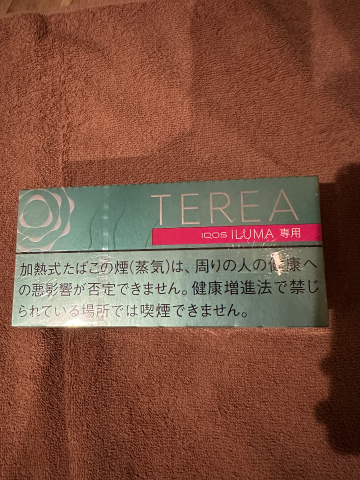 TEREA
IQOS ILUMA 専用
加熱式たばこの煙(蒸気)は、周りの人の健康へ
の悪影響が否定できません。健康増進法で禁じ
られている場所では喫煙できません。